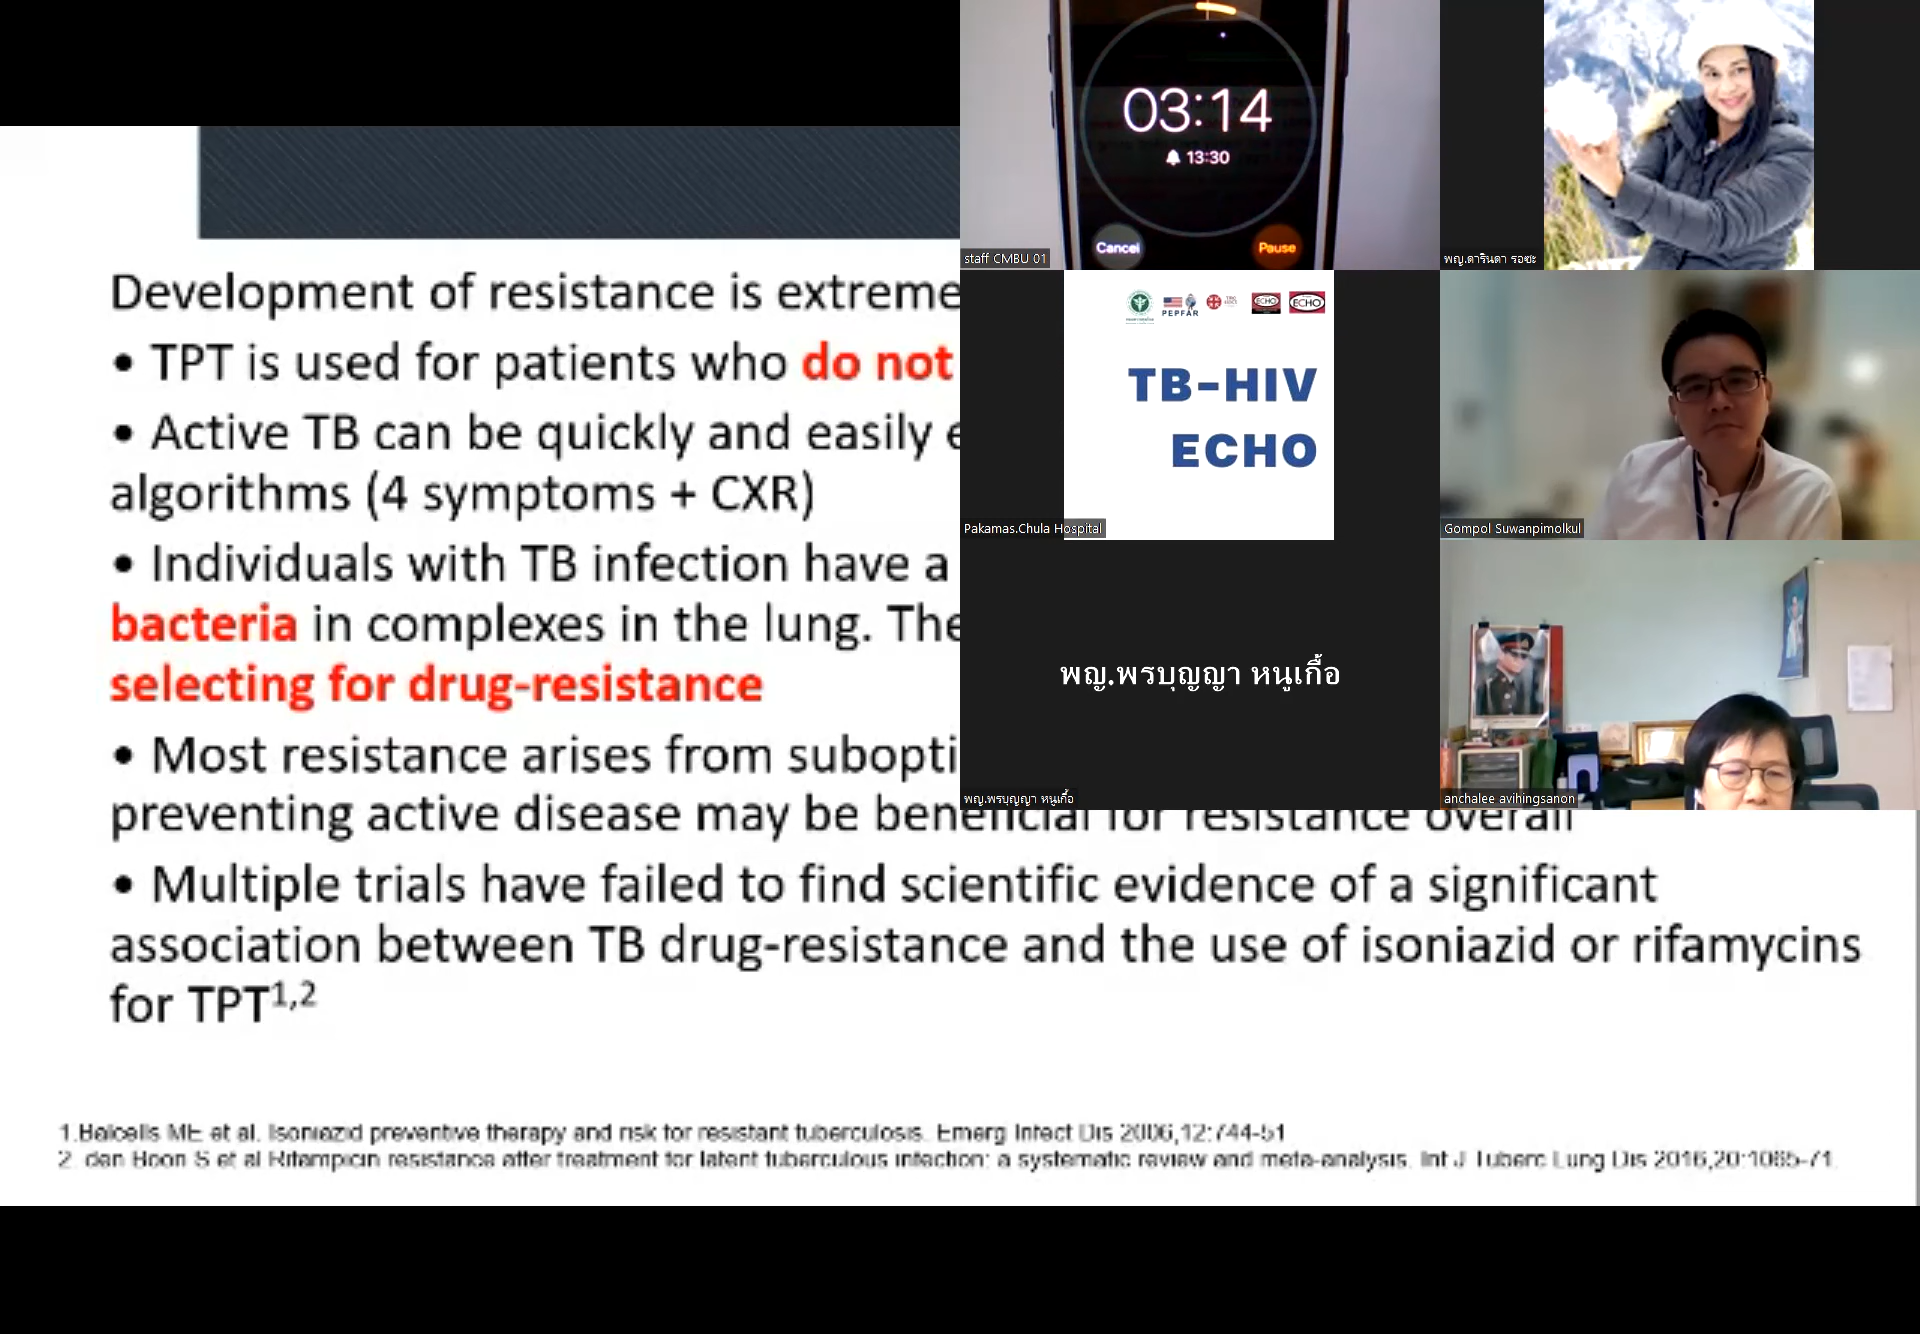 03:14
13:30
Cancel
Pause
staff CMBU 01
พญ.ดารินดา รอซะ
PEPFAR
ECHO
ECHO
TB-HIV
ECHO
Pakamas.Chula Hospital
Gompol Suwanpimolkul
พญ.พรบุญญา หนูเกื้อ
พญ.พรบุญญา หนูเกื้อ
anchalee avihingsanon
Development of resistance is extreme
• TPT is used for patients who do not
• Active TB can be quickly and easily
algorithms (4 symptoms + CXR)
• Individuals with TB infection have a
bacteria in complexes in the lung. The
selecting for drug-resistance
• Most resistance arises from subopti
preventing active disease may be beneficial for resistance overall
• Multiple trials have failed to find scientific evidence of a significant
association between TB drug-resistance and the use of isoniazid or rifamycins
for TPT1,2
1.Balcells ME et al. Isoniazid preventive therapy and risk for resistant tuberculosis. Emerg Infect Dis 2006,12:744-51
2. den Boon S et al Rifampicin resistance after treatment for latent tuberculous infection: a systematic review and meta-analysis. Int J Tuberc Lung Dis 2016,20:1065-71.